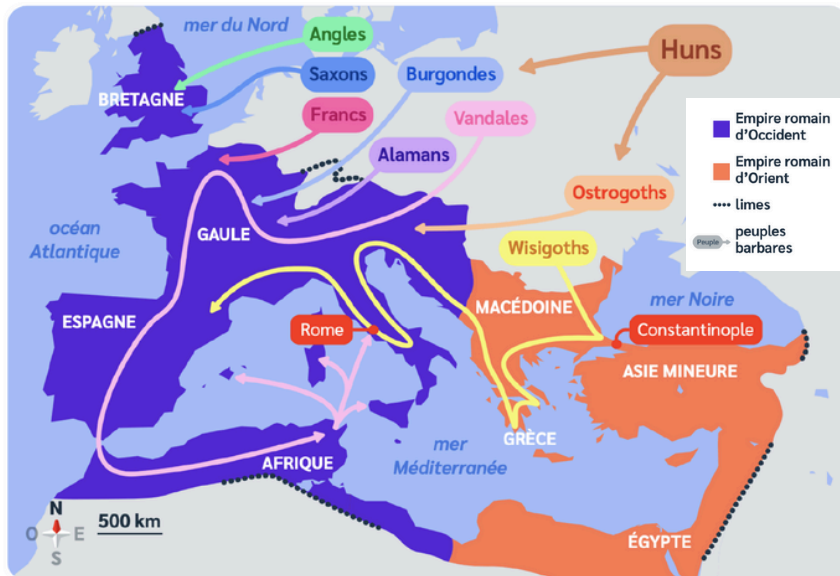 mer du Nord
Angles
Huns
Saxons
Burgondes
BRETAGNE
Francs
Vandales
Alamans
Empire romain
d'Occident
Empire romain
d'Orient
limes
Peuple
peuples
barbares
Ostrogoths
océan
Atlantique
GAULE
Wisigoths
ESPAGNE
MACÉDOINE
mer Noire
Rome
Constantinople
ASIE MINEURE
GRÈCE
mer
Méditerranée
AFRIQUE
N
O
E
S
500 km
ÉGYPTE